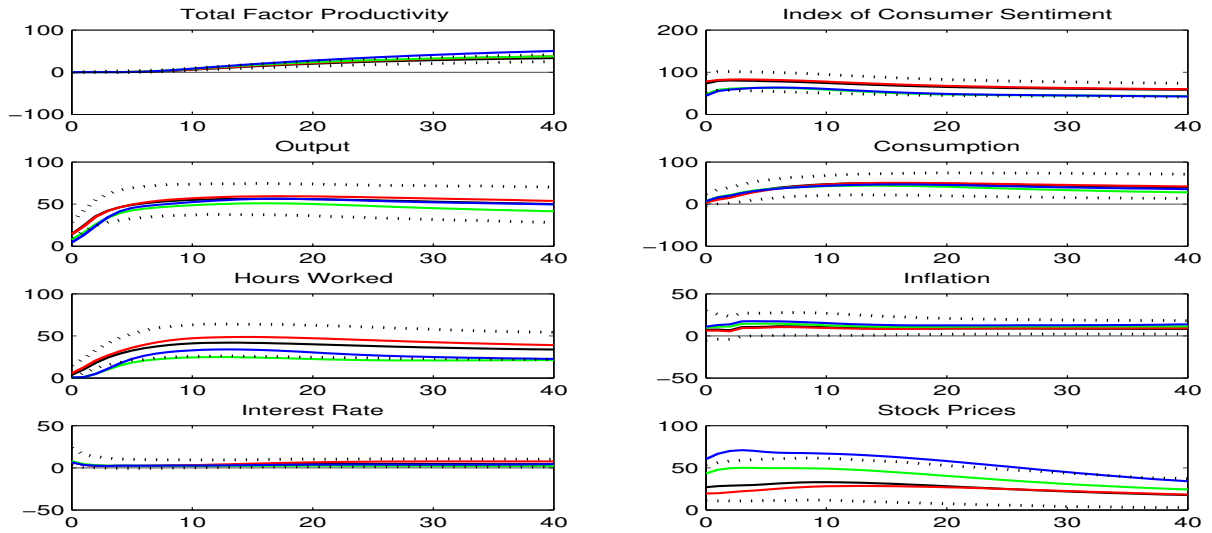 Total Factor Productivity
100
0
−100
0 10 20 30 40
Index of Consumer Sentiment
200
100
0
0 10 20 30 40
Output
100
50
0
0 10 20 30 40
Consumption
100
0
−100
0 10 20 30 40
Hours Worked
100
50
0
0 10 20 30 40
Inflation
50
0
−50
0 10 20 30 40
Interest Rate
50
0
−50
0 10 20 30 40
Stock Prices
100
50
0
0 10 20 30 40